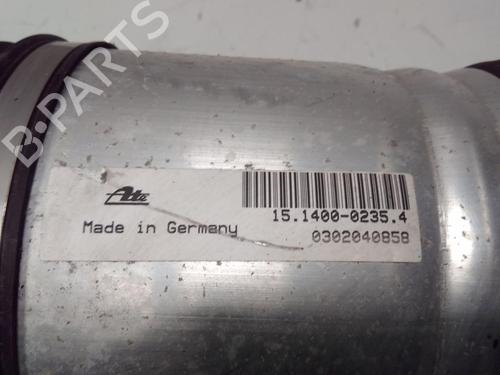 B-PARTS
Ate
15.1400-0235.4
Made in Germany
0302040858